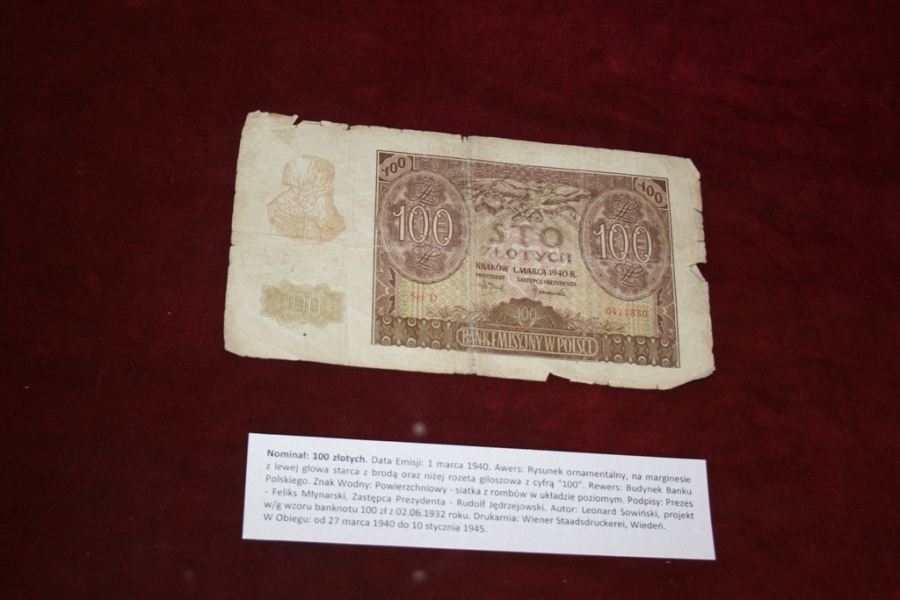 100
100
100
STO
ZŁOTYCH
100
KRAKÓW 1. MARCA 1940 R.
PREZYDENT ZASTĘPCA PREZYDENTA
Ser D
0411830
100
100
BANK EMISYJNY W POLSCE
Nominał: 100 złotych. Data Emisji: 1 marca 1940. Awers: Rysunek ornamentalny, na marginesie
z lewej głowa starca z brodą oraz niżej rozeta giloszowa z cyfrą "100". Rewers: Budynek Banku
Polskiego. Znak Wodny: Powierzchniowy - siatka z rombów w układzie poziomym. Podpisy: Prezes
- Feliks Młynarski, Zastępca Prezydenta - Rudolf Jędrzejowski. Autor: Leonard Sowiński, projekt
w/g wzoru banknotu 100 zł z 02.06.1932 roku. Drukarnia: Wiener Staadsdruckerei, Wiedeń.
W Obiegu: od 27 marca 1940 do 10 stycznia 1945.